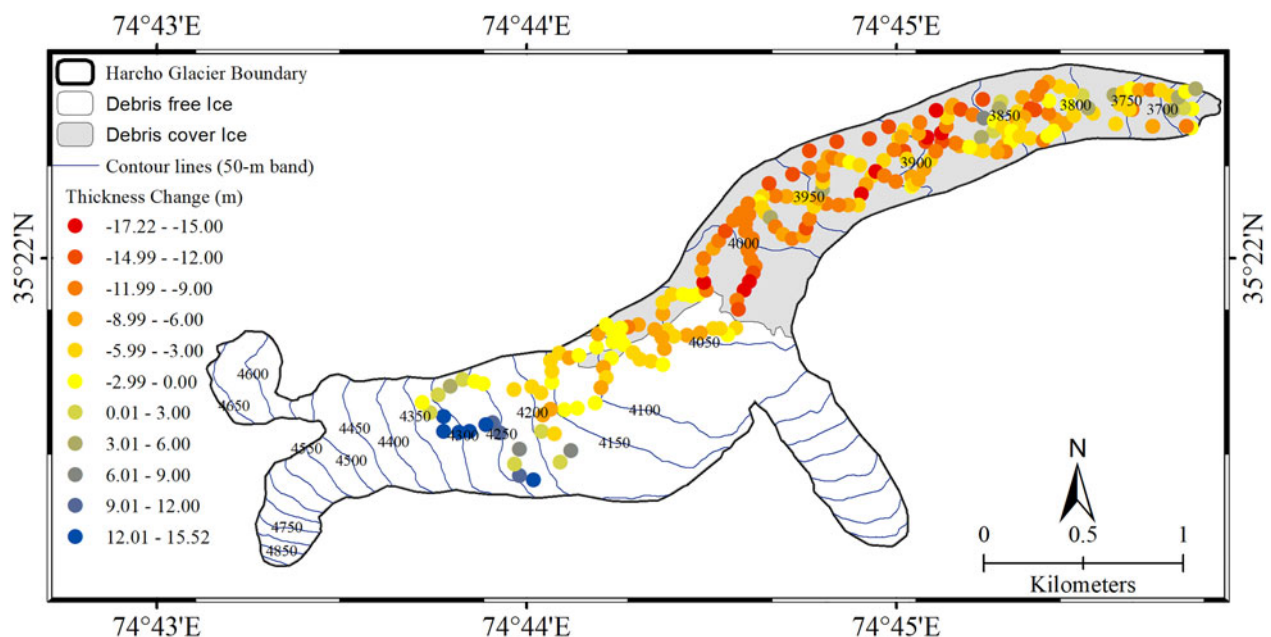 74°43'E 74°44'E 74°45'E
Harcho Glacier Boundary
Debris free Ice
Debris cover Ice
Contour lines (50-m band)
Thickness Change (m)
-17.22 - -15.00
-14.99 - -12.00
-11.99 - -9.00
-8.99 - -6.00
-5.99 - -3.00
-2.99 - 0.00
0.01 - 3.00
3.01 - 6.00
6.01 - 9.00
9.01 - 12.00
12.01 - 15.52
35°22'N
35°22'N
3700
3750
3800
3850
3900
3950
4000
4050
4100
4150
4200
4250
4300
4350
4400
4450
4500
4550
4600
4650
4750
4850
N
0 0.5 1
Kilometers
74°43'E 74°44'E 74°45'E